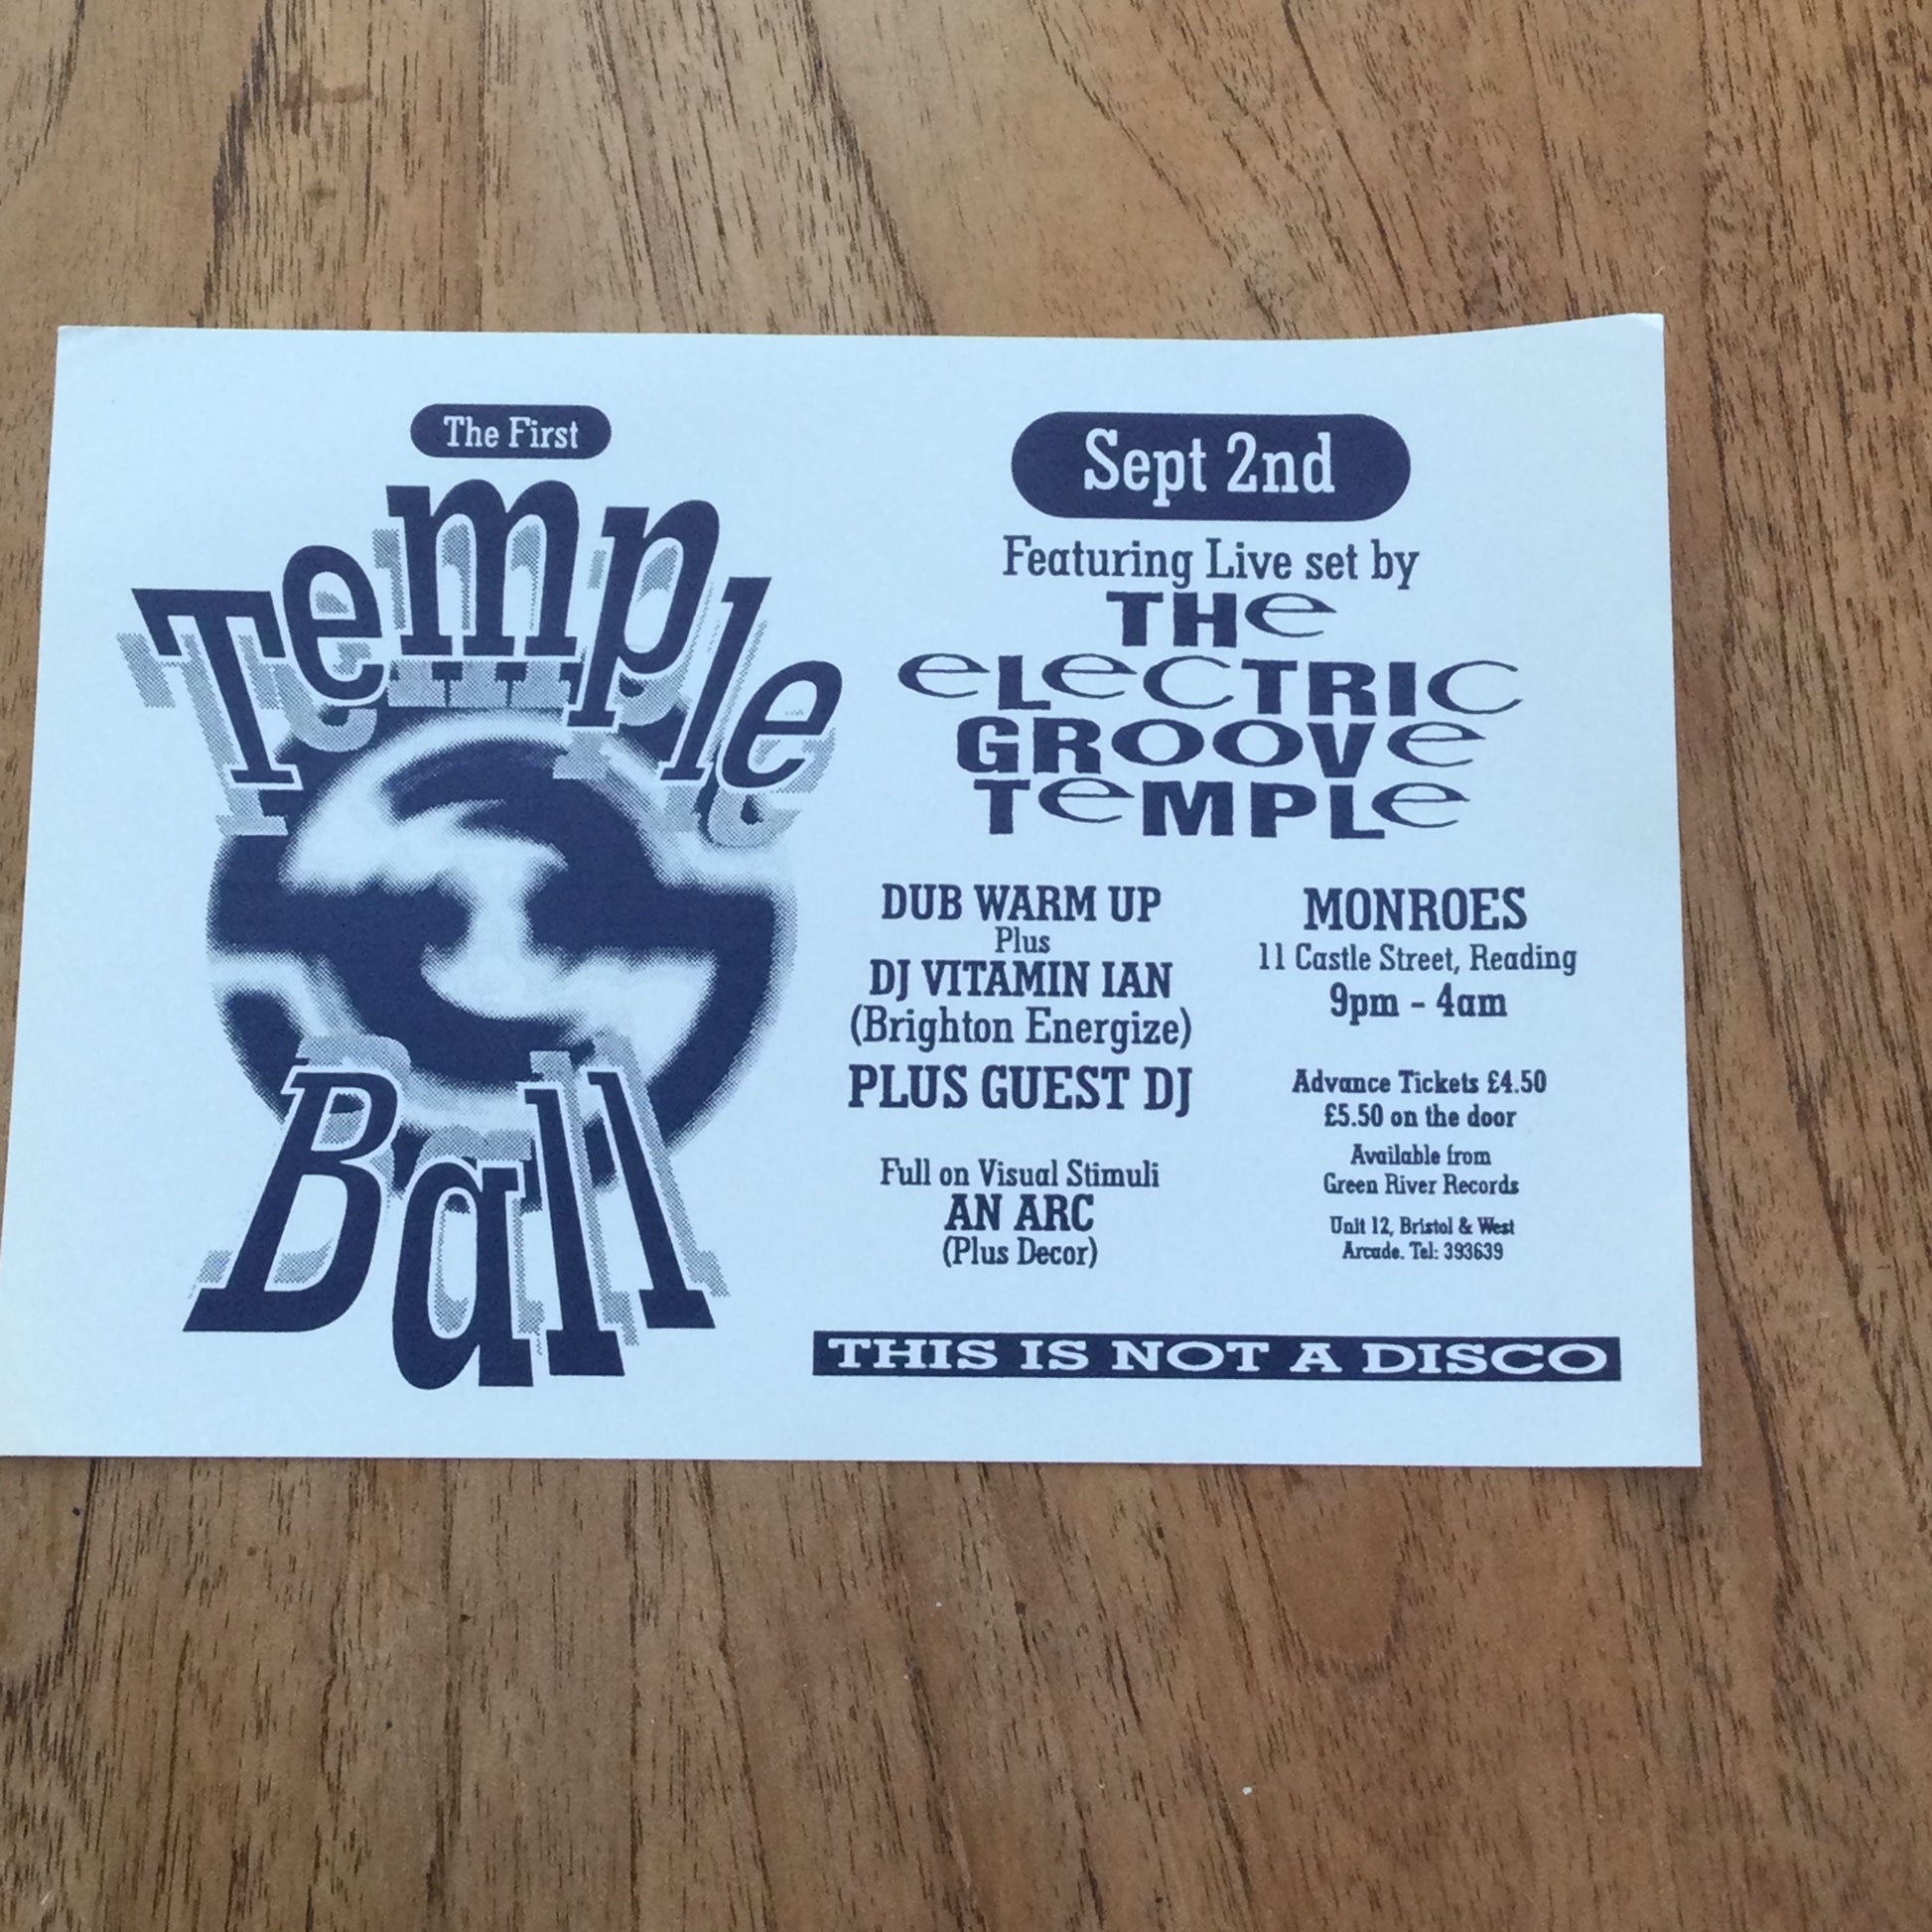 The First
Temple
Ball
Sept 2nd
Featuring Live set by
THe
eLeCTRIC
GROOVe
TeMPLe
DUB WARM UP
Plus
DJ VITAMIN IAN
(Brighton Energize)
PLUS GUEST DJ
Full on Visual Stimuli
AN ARC
(Plus Decor)
MONROES
11 Castle Street, Reading
9pm - 4am
Advance Tickets £4.50
£5.50 on the door
Available from
Green River Records
Unit 12, Bristol & West
Arcade. Tel: 393639
THIS IS NOT A DISCO